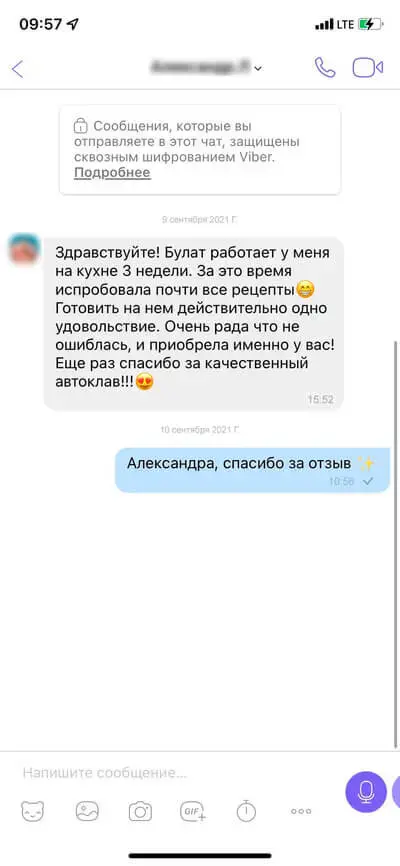 09:57
LTE
Сообщения, которые вы
отправляете в этот чат, защищены
сквозным шифрованием Viber.
Подробнее
9 сентября 2021 Г.
Здравствуйте! Булат работает у меня
на кухне 3 недели. За это время
испробовала почти все рецепты😁
Готовить на нем действительно одно
удовольствие. Очень рада что не
ошиблась, и приобрела именно у вас!
Еще раз спасибо за качественный
автоклав!!!😍
15:52
10 сентября 2021 Г.
Александра, спасибо за отзыв ✨
10:56
Напишите сообщение...
GIF